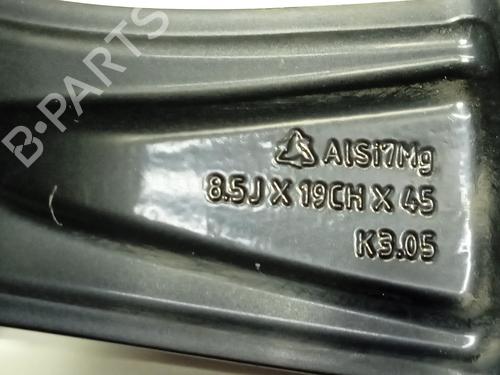 B·PARTS
AlSi7Mg
8.5J X 19CH X 45
K3.05